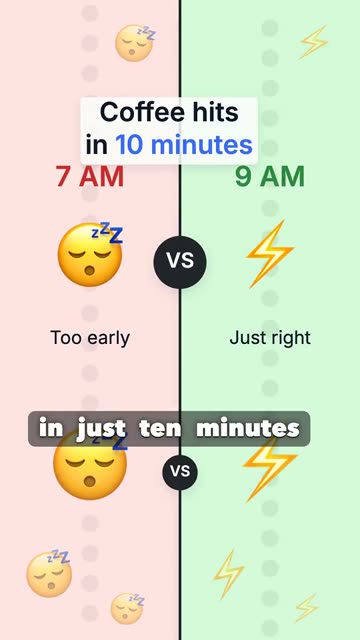 Coffee hits
in 10 minutes
7 AM
9 AM
VS
Too early
Just right
in just ten minutes
VS